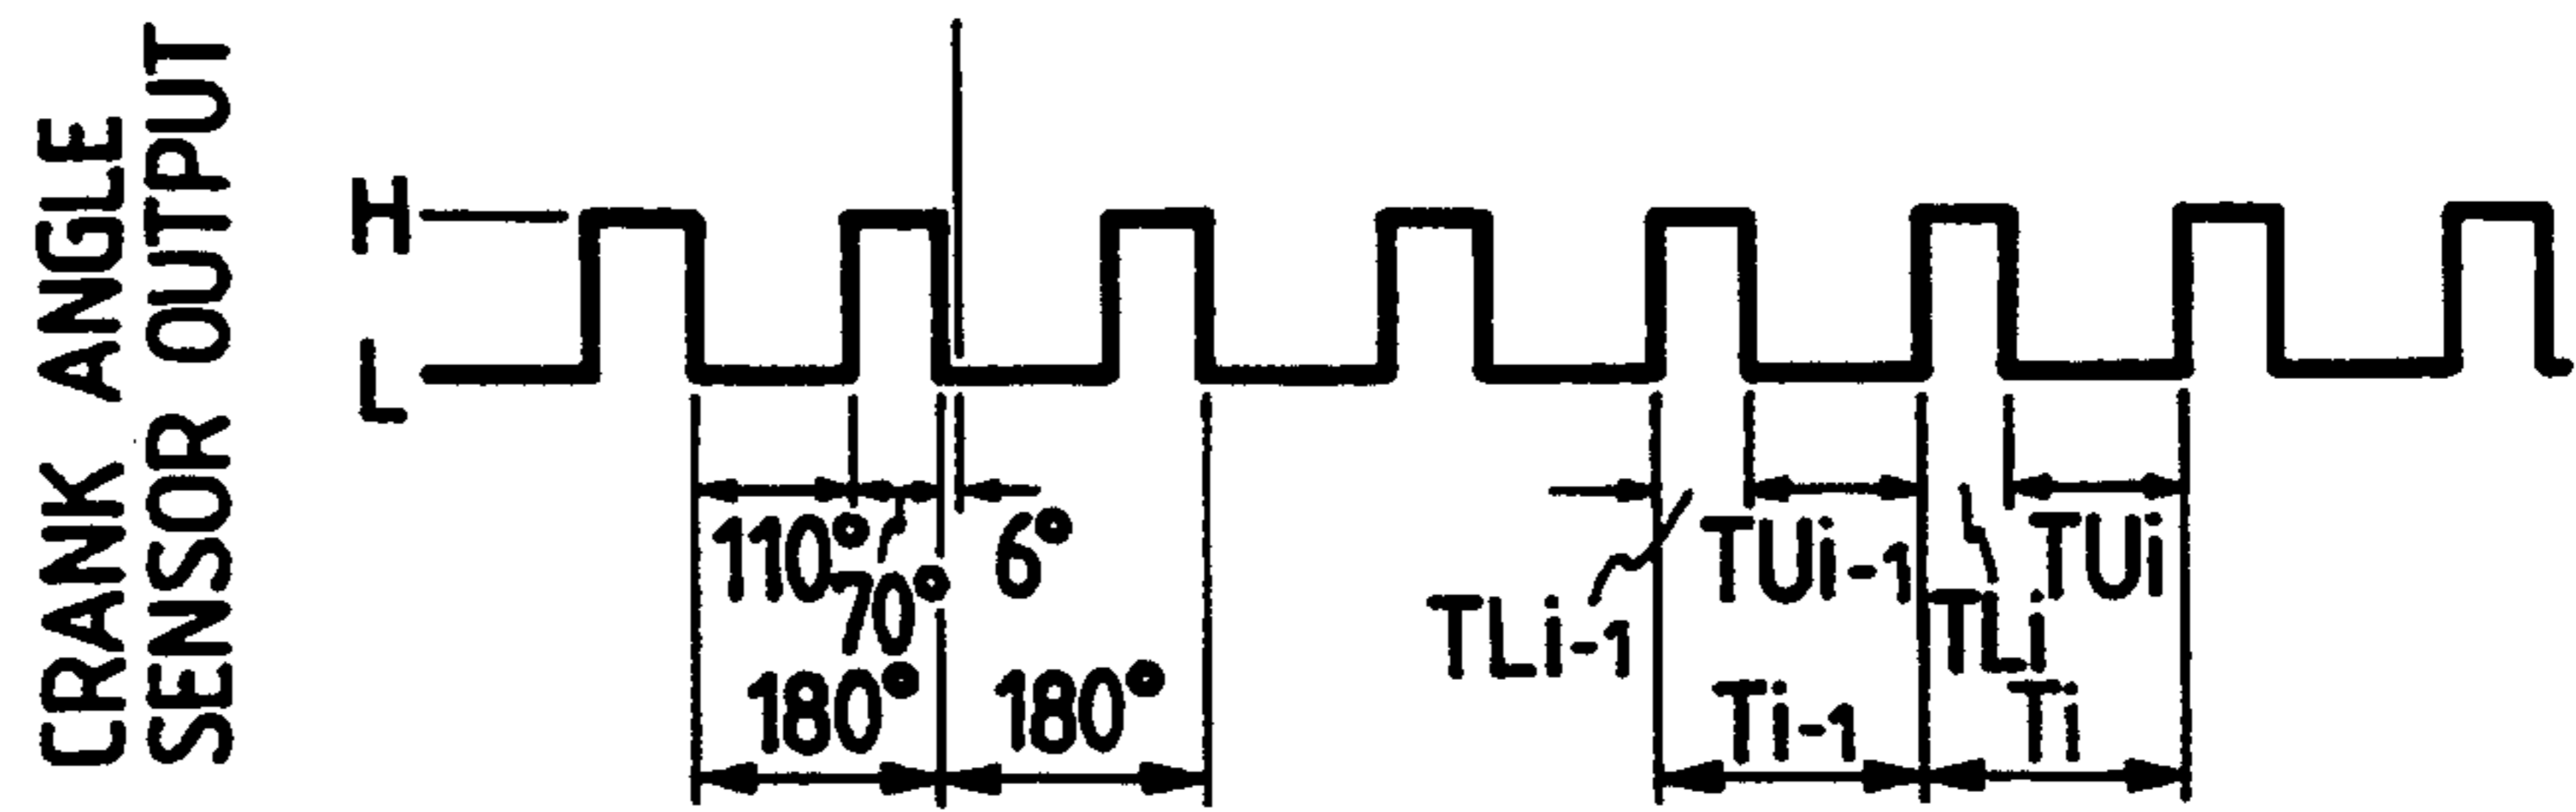 CRANK ANGLE
SENSOR OUTPUT
H
L
110°
70°
6°
180°
180°
TLi-1
TUi-1
TLi
TUi
Ti-1
Ti